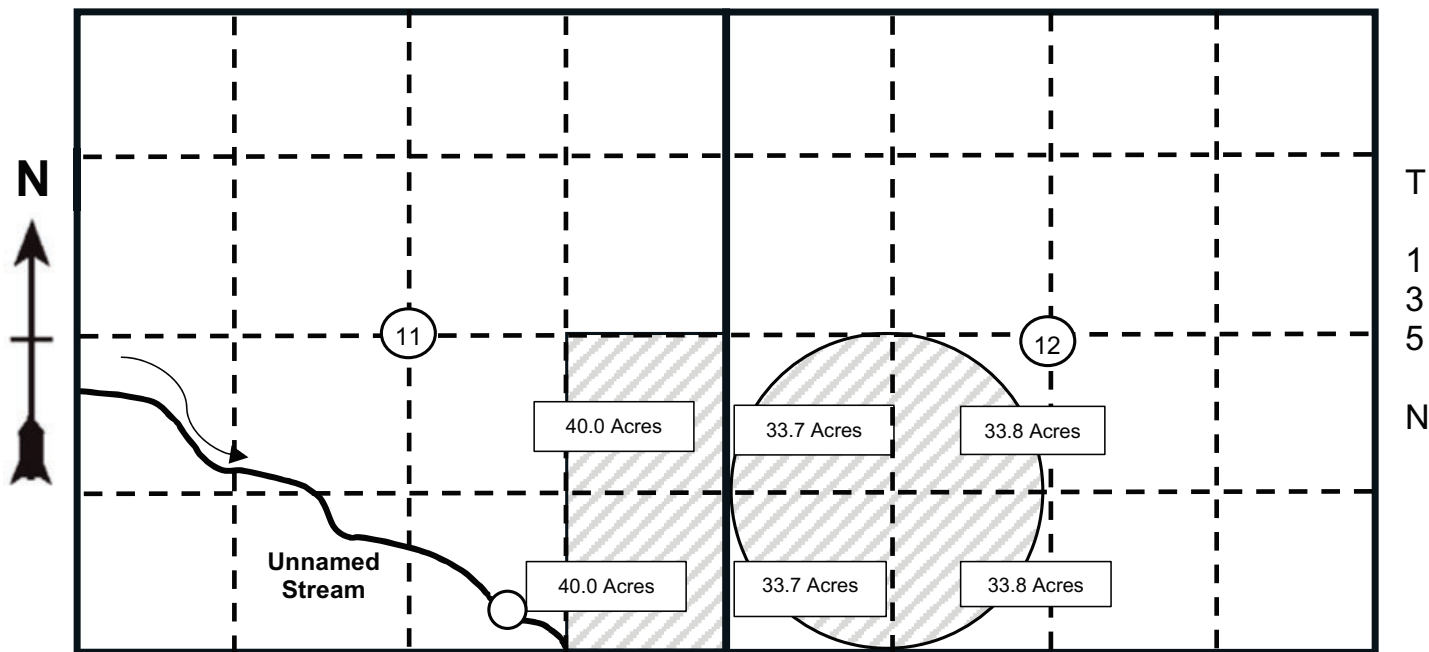 N
T
1
3
5
N
11
12
40.0 Acres
33.7 Acres
33.8 Acres
Unnamed
Stream
40.0 Acres
33.7 Acres
33.8 Acres